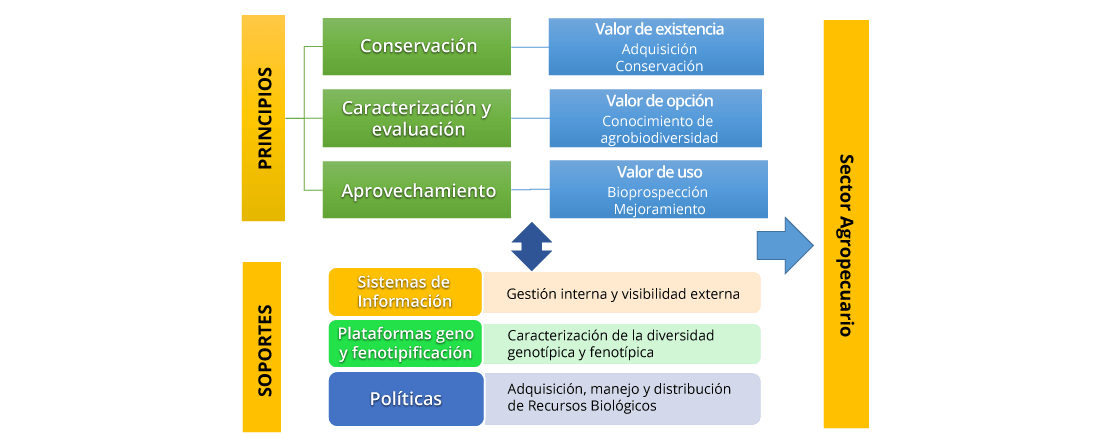 PRINCIPIOS
Conservación
Valor de existencia
Adquisición
Conservación
Caracterización y
evaluación
Valor de opción
Conocimiento de
agrobiodiversidad
Aprovechamiento
Valor de uso
Bioprospección
Mejoramiento
SOPORTES
Sistemas de
Información
Gestión interna y visibilidad externa
Plataformas geno
y fenotipificación
Caracterización de la diversidad
genotípica y fenotípica
Políticas
Adquisición, manejo y distribución
de Recursos Biológicos
Sector Agropecuario